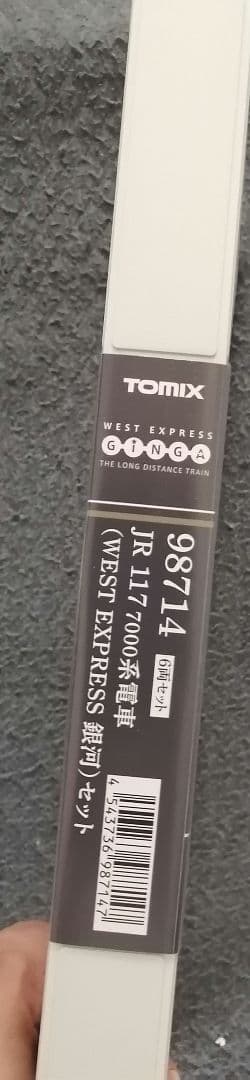 TOMIX
WEST EXPRESS
GiNGA
THE LONG DISTANCE TRAIN
98714 6両セット
JR 117 7000系電車
(WEST EXPRESS 銀河)セット
4 543736 987147